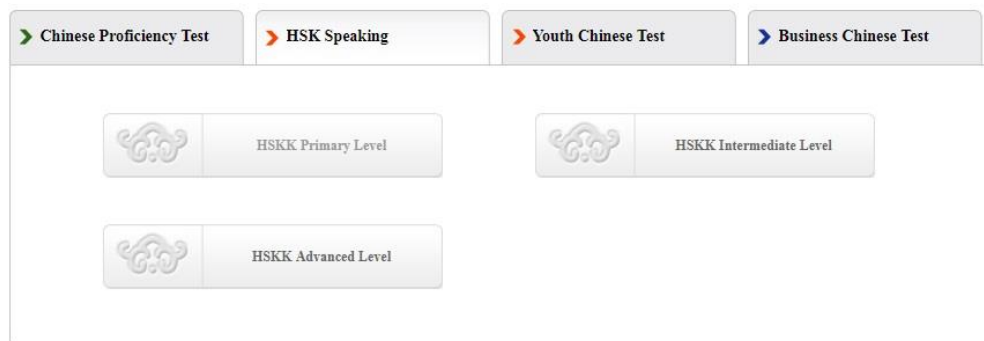 Chinese Proficiency Test
HSK Speaking
Youth Chinese Test
Business Chinese Test
HSKK Primary Level
HSKK Intermediate Level
HSKK Advanced Level